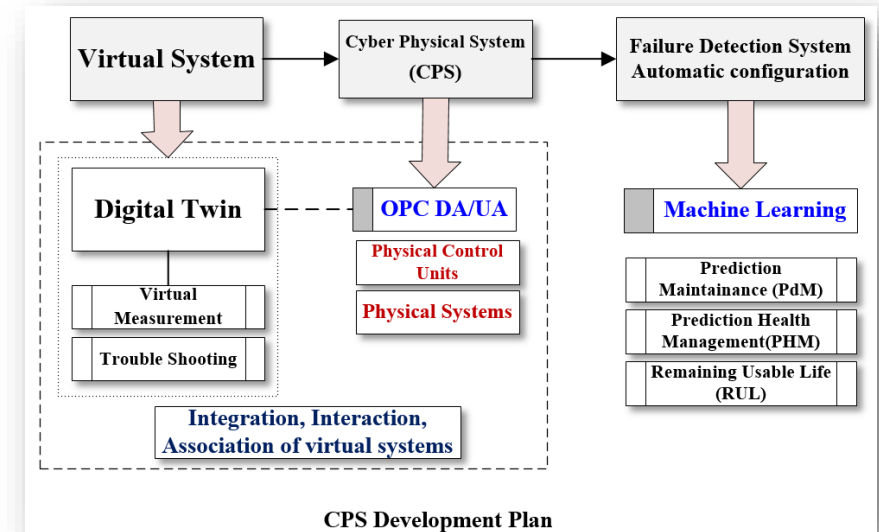 Virtual System
Cyber Physical System
(CPS)
Failure Detection System
Automatic configuration
Digital Twin
OPC DA/UA
Machine Learning
Physical Control
Units
Physical Systems
Virtual
Measurement
Trouble Shooting
Prediction
Maintainance (PdM)
Prediction Health
Management(PHM)
Remaining Usable Life
(RUL)
Integration, Interaction,
Association of virtual systems
CPS Development Plan